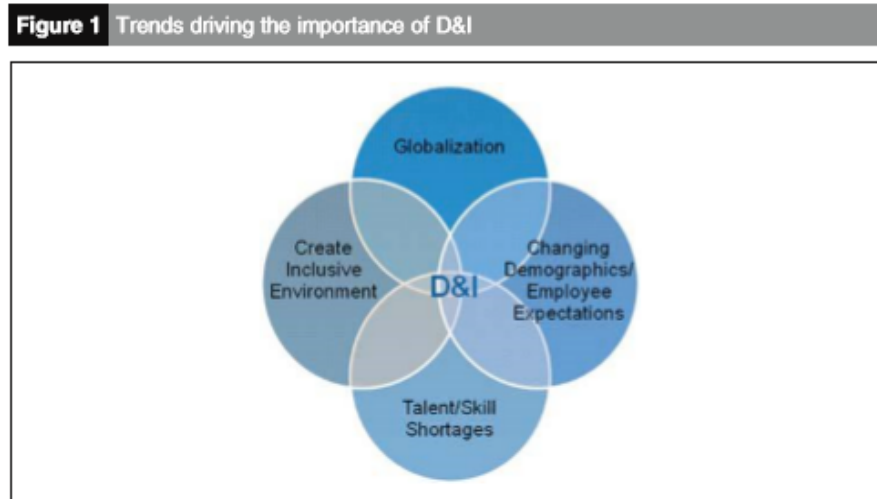 Figure 1 Trends driving the importance of D&I
Globalization
Create
Inclusive
Environment
D&I
Changing
Demographics/
Employee
Expectations
Talent/Skill
Shortages